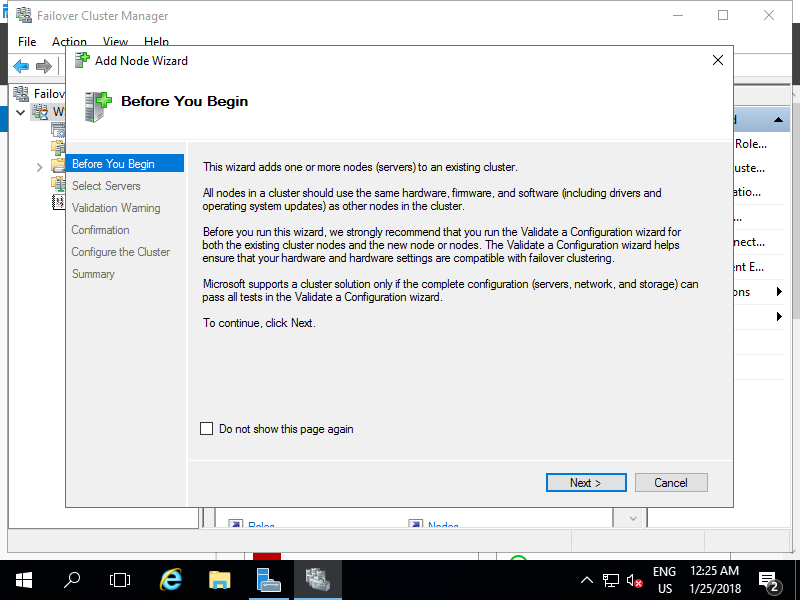 Failover Cluster Manager
File Action View Help
Add Node Wizard
Before You Begin
Before You Begin
Select Servers
Validation Warning
Confirmation
Configure the Cluster
Summary
This wizard adds one or more nodes (servers) to an existing cluster.
All nodes in a cluster should use the same hardware, firmware, and software (including drivers and
operating system updates) as other nodes in the cluster.
Before you run this wizard, we strongly recommend that you run the Validate a Configuration wizard for
both the existing cluster nodes and the new node or nodes. The Validate a Configuration wizard helps
ensure that your hardware and hardware settings are compatible with failover clustering.
Microsoft supports a cluster solution only if the complete configuration (servers, network, and storage) can
pass all tests in the Validate a Configuration wizard.
To continue, click Next.
Do not show this page again
Next >
Cancel
Failov
W
Role...
uste...
ation...
...
nect...
nt E...
ons
Roles
Nodes
ENG
US
12:25 AM
1/25/2018
2